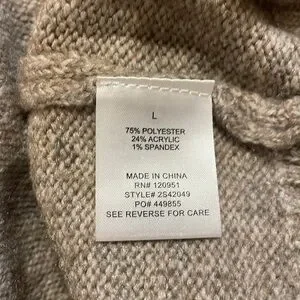 L
75% POLYESTER
24% ACRYLIC
1% SPANDEX
MADE IN CHINA
RN# 120951
STYLE# 2S42049
PO# 449855
SEE REVERSE FOR CARE